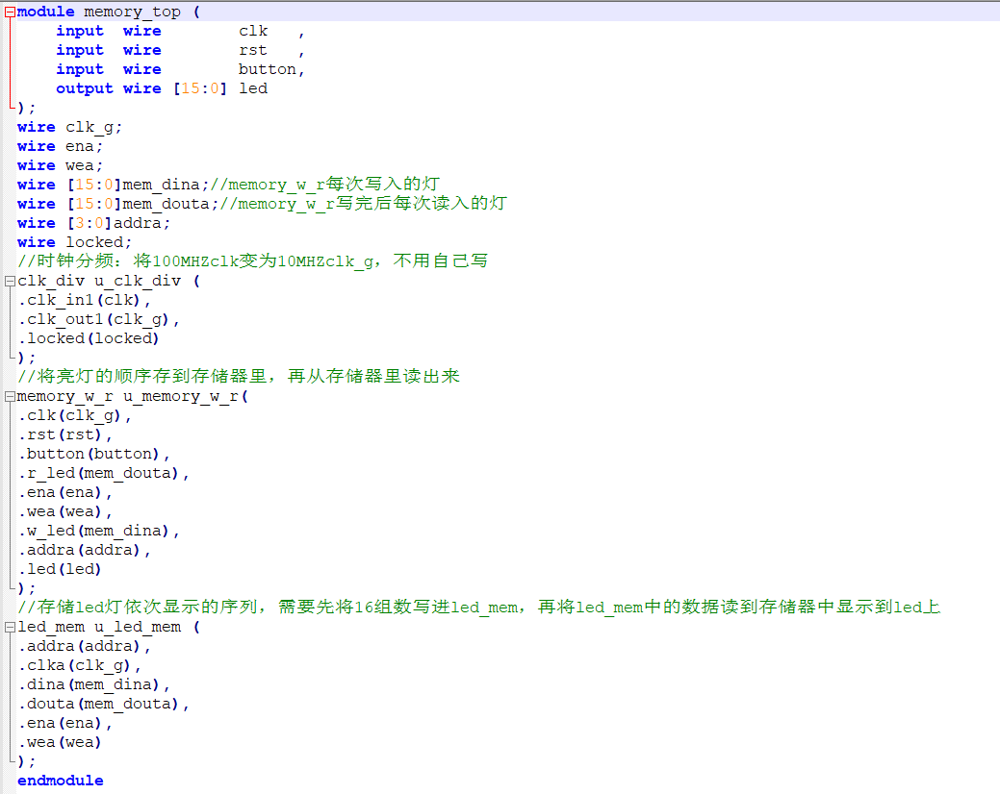 module memory_top (
    input  wire        clk   ,
    input  wire        rst   ,
    input  wire        button,
    output wire [15:0] led
);
wire clk_g;
wire ena;
wire wea;
wire [15:0]mem_dina;//memory_w_r每次写入的灯
wire [15:0]mem_douta;//memory_w_r写完后每次读入的灯
wire [3:0]addra;
wire locked;
//时钟分频：将100MHZclk变为10MHZclk_g，不用自己写
clk_div u_clk_div (
.clk_in1(clk),
.clk_out1(clk_g),
.locked(locked)
);
//将亮灯的顺序存到存储器里，再从存储器里读出来
memory_w_r u_memory_w_r(
.clk(clk_g),
.rst(rst),
.button(button),
.r_led(mem_douta),
.ena(ena),
.wea(wea),
.w_led(mem_dina),
.addra(addra),
.led(led)
);
//存储led灯依次显示的序列，需要先将16组数写进led_mem，再将led_mem中的数据读到存储器中显示到led上
led_mem u_led_mem (
.addra(addra),
.clka(clk_g),
.dina(mem_dina),
.douta(mem_douta),
.ena(ena),
.wea(wea)
);
endmodule